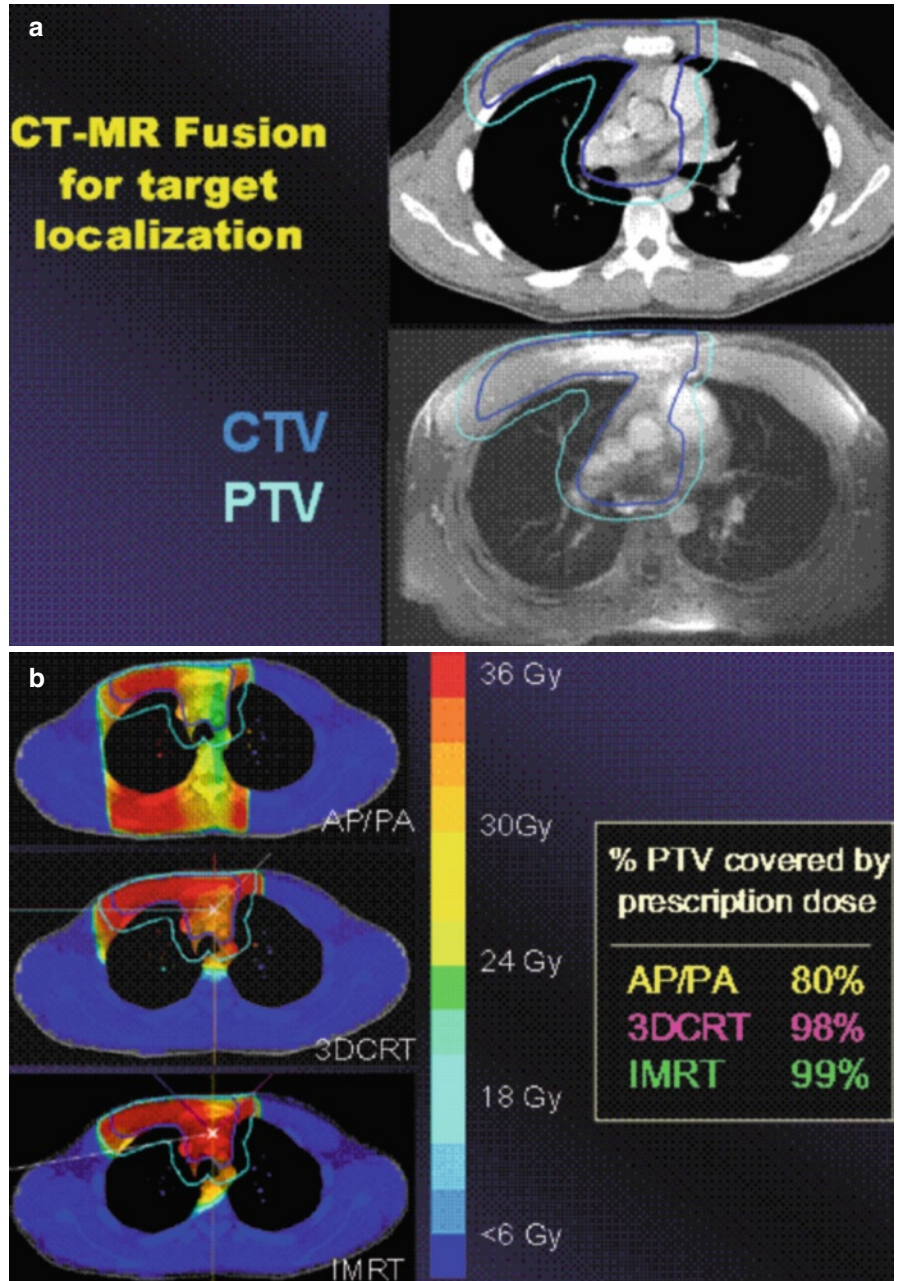 a
CT-MR Fusion
for target
localization
CTV
PTV
b
AP/PA
3DCRT
IMRT
36 Gy
30Gy
24 Gy
18 Gy
<6 Gy
% PTV covered by
prescription dose
AP/PA 80%
3DCRT 98%
IMRT 99%